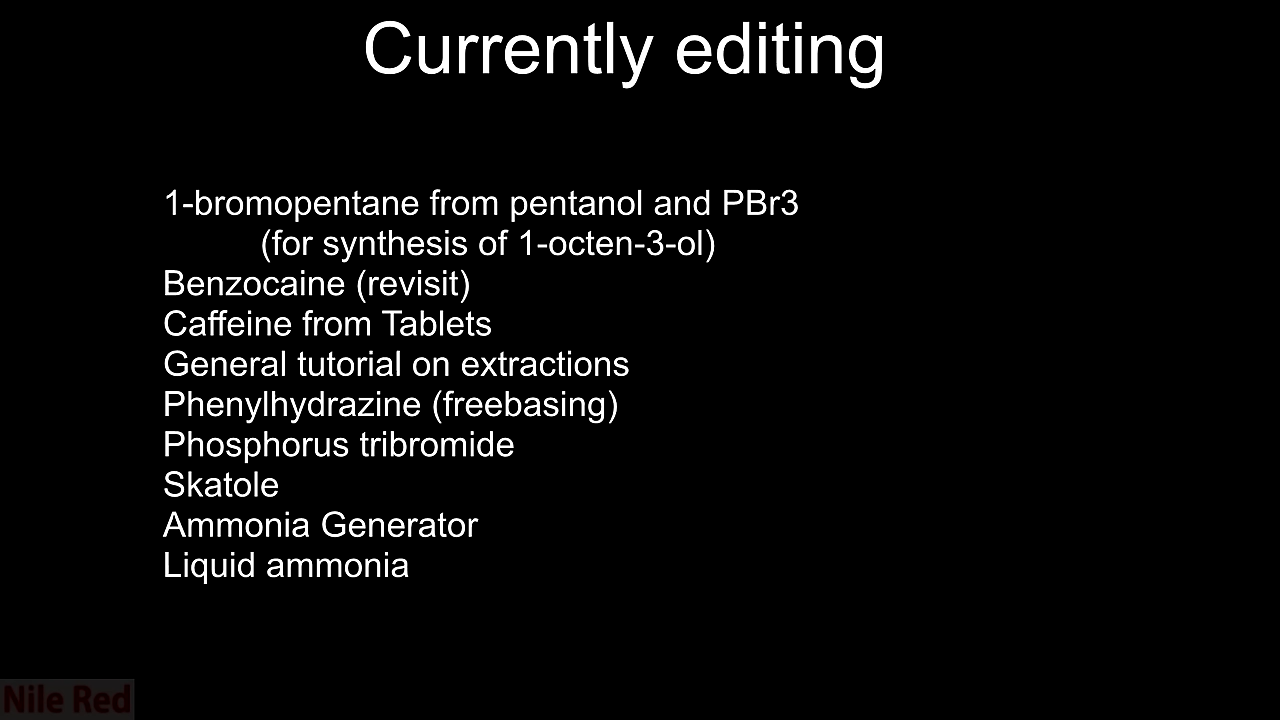 Currently editing
1-bromopentane from pentanol and PBr3
(for synthesis of 1-octen-3-ol)
Benzocaine (revisit)
Caffeine from Tablets
General tutorial on extractions
Phenylhydrazine (freebasing)
Phosphorus tribromide
Skatole
Ammonia Generator
Liquid ammonia
Nile Red